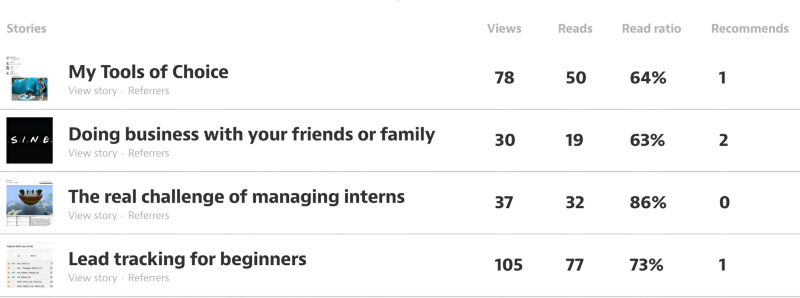 Stories Views Reads Read ratio Recommends
My Tools of Choice 78 50 64% 1
View story · Referrers
S.I.N.E.
Doing business with your friends or family 30 19 63% 2
View story · Referrers
The real challenge of managing interns 37 32 86% 0
View story · Referrers
Lead tracking for beginners 105 77 73% 1
View story · Referrers